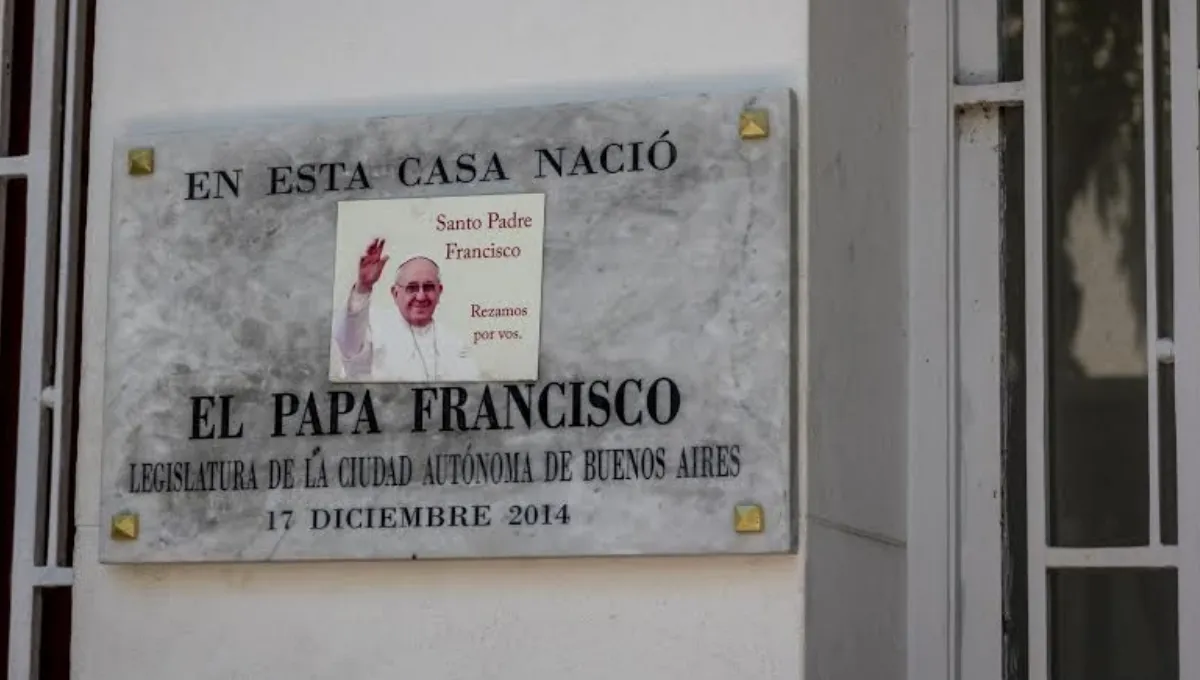 EN ESTA CASA NACIÓ
Santo Padre
Francisco
Rezamos
por vos.
EL PAPA FRANCISCO
LEGISLATURA DE LA CIUDAD AUTÓNOMA DE BUENOS AIRES
17 DICIEMBRE 2014